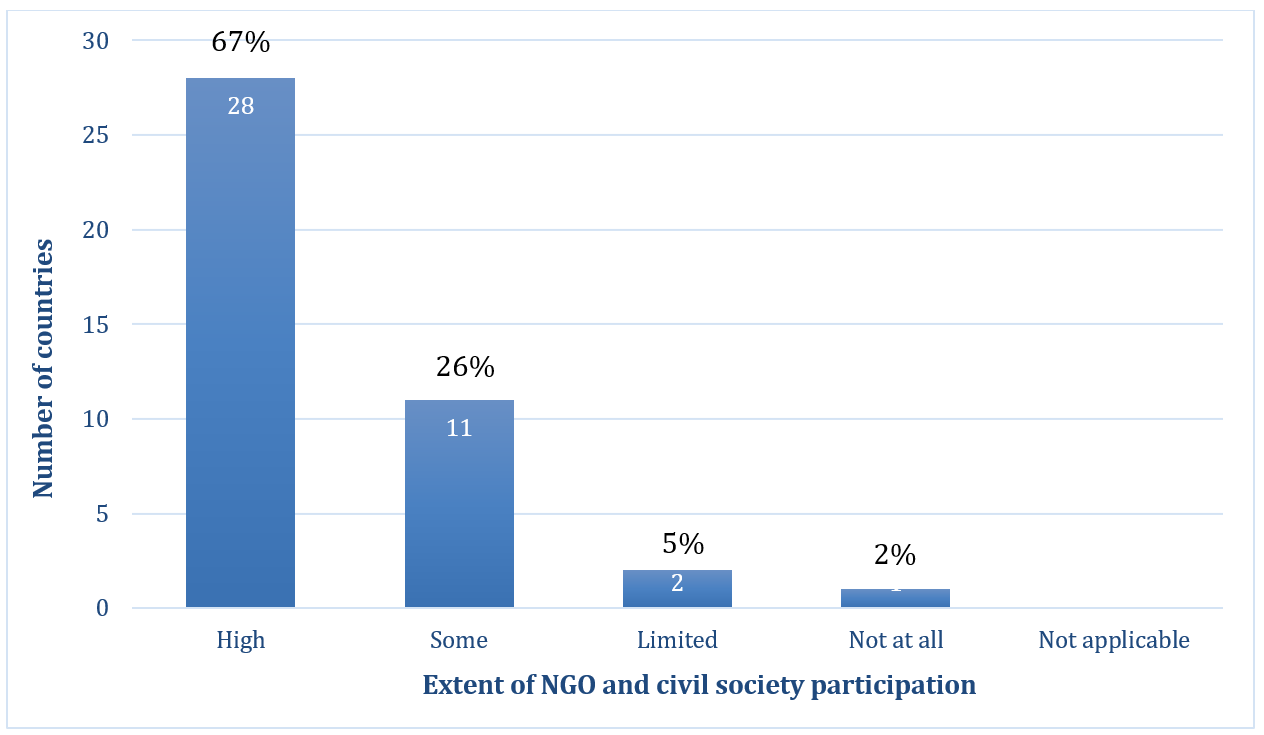 67%
30
28
25
20
15
26%
11
10
5%
5
2%
2
1
0
High
Some
Limited
Not at all
Not applicable
Number of countries
Extent of NGO and civil society participation